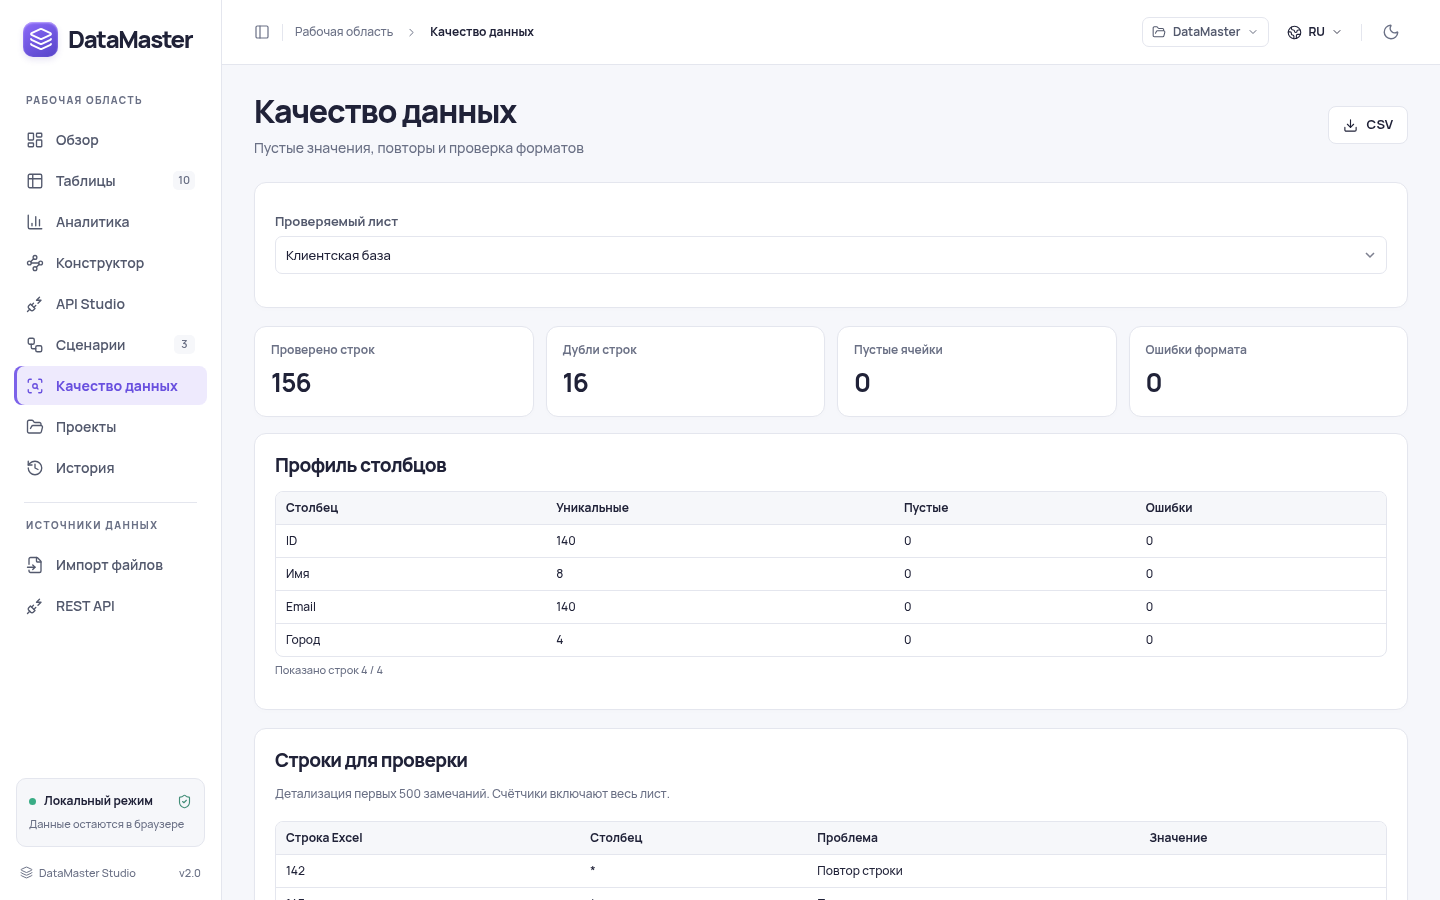 DataMaster
Рабочая область
Качество данных
DataMaster
RU
РАБОЧАЯ ОБЛАСТЬ
Обзор
Таблицы 10
Аналитика
Конструктор
API Studio
Сценарии 3
Качество данных
Проекты
История
ИСТОЧНИКИ ДАННЫХ
Импорт файлов
REST API
Локальный режим
Данные остаются в браузере
DataMaster Studio v2.0
Качество данных
Пустые значения, повторы и проверка форматов
CSV
Проверяемый лист
Клиентская база
Проверено строк
156
Дубли строк
16
Пустые ячейки
0
Ошибки формата
0
Профиль столбцов
Столбец Уникальные Пустые Ошибки
ID 140 0 0
Имя 8 0 0
Email 140 0 0
Город 4 0 0
Показано строк 4 / 4
Строки для проверки
Детализация первых 500 замечаний. Счётчики включают весь лист.
Строка Excel Столбец Проблема Значение
142 * Повтор строки